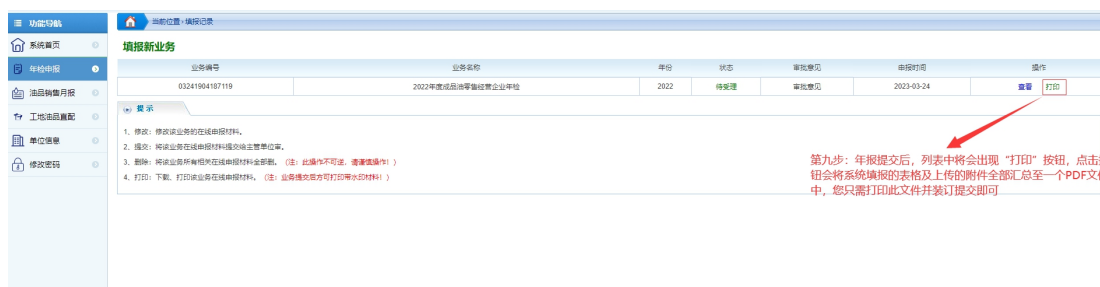 功能导航
当前位置：填报记录
系统首页
填报新业务
年检申报
业务编号 业务名称 年份 状态 审批意见 申报时间 操作
03241904187119 2022年度成品油零售经营企业年检 2022 待受理 审批意见 2023-03-24 查看 打印
油品销售月报
提示
工地油品直配
1、修改：修改该业务的在线申报材料。
单位信息
2、提交：将该业务在线申报材料提交给主管单位审。
修改密码
3、删除：将该业务所有相关在线申报材料全部删。（注：此操作不可逆，请谨慎操作！）
4、打印：下载、打印该业务在线申报材料。（注：业务提交后方可打印带水印材料！）
第九步：年报提交后，列表中将会出现“打印”按钮，点击
钮会将系统填报的表格及上传的附件全部汇总至一个PDF文
中，您只需打印此文件并装订提交即可